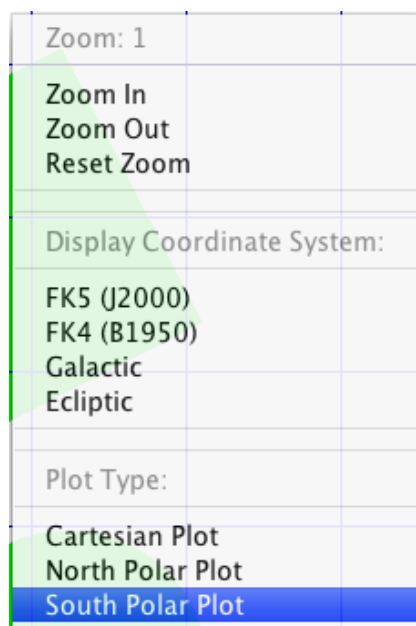 Zoom: 1
Zoom In
Zoom Out
Reset Zoom
Display Coordinate System:
FK5 (J2000)
FK4 (B1950)
Galactic
Ecliptic
Plot Type:
Cartesian Plot
North Polar Plot
South Polar Plot